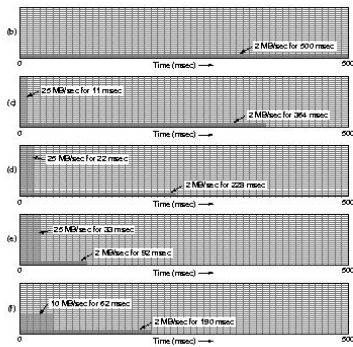 (b)
2 MB/sec for 500 msec
0 500
Time (msec)
(c)
25 MB/sec for 11 msec
2 MB/sec for 364 msec
0 500
Time (msec)
(d)
25 MB/sec for 22 msec
2 MB/sec for 228 msec
0 500
Time (msec)
(e)
25 MB/sec for 33 msec
2 MB/sec for 92 msec
0 500
Time (msec)
(f)
10 MB/sec for 62 msec
2 MB/sec for 190 msec
0 500